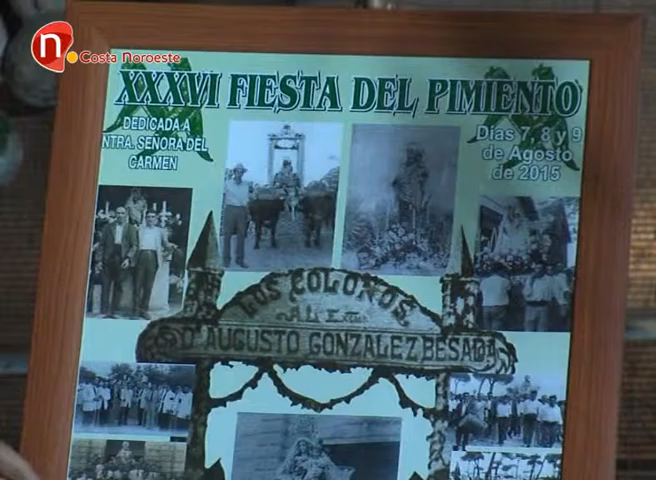 n
Costa Noroeste
XXXVI FIESTA DEL PIMIENTO
DEDICADA A
NTRA. SEÑORA DEL
CARMEN
Días 7, 8 y 9
de Agosto
de 2015
LOS COLONOS
AL EX
D'AUGUSTO GONZALEZ BESADA